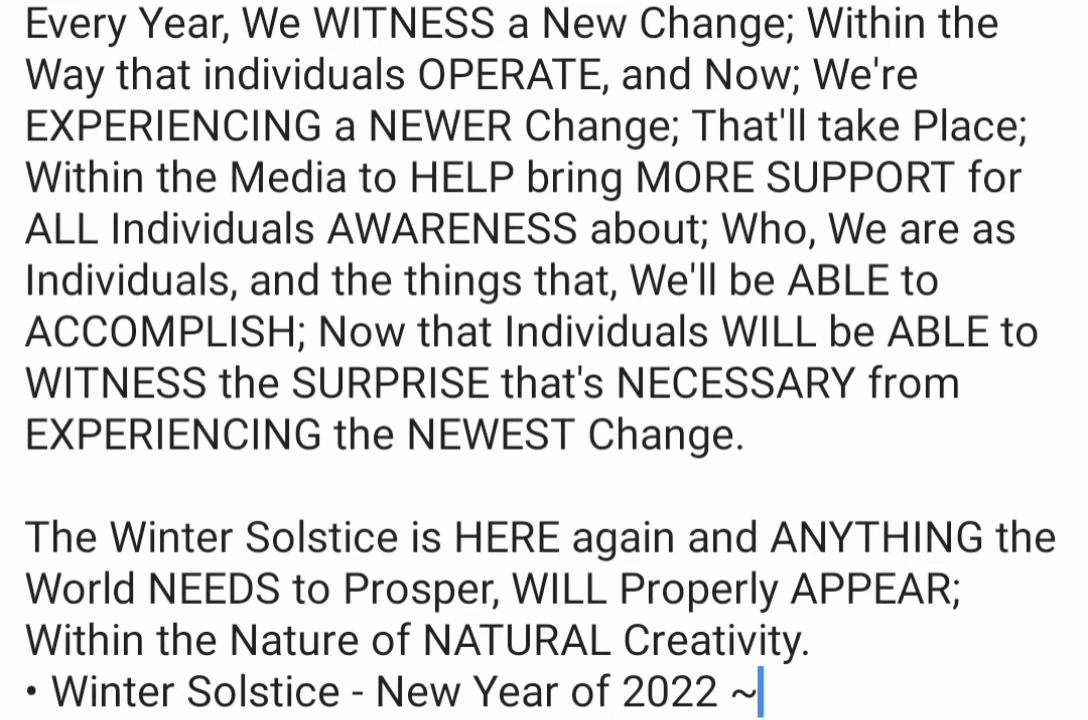 Every Year, We WITNESS a New Change; Within the
Way that individuals OPERATE, and Now; We're
EXPERIENCING a NEWER Change; That'll take Place;
Within the Media to HELP bring MORE SUPPORT for
ALL Individuals AWARENESS about; Who, We are as
Individuals, and the things that, We'll be ABLE to
ACCOMPLISH; Now that Individuals WILL be ABLE to
WITNESS the SURPRISE that's NECESSARY from
EXPERIENCING the NEWEST Change.

The Winter Solstice is HERE again and ANYTHING the
World NEEDS to Prosper, WILL Properly APPEAR;
Within the Nature of NATURAL Creativity.
• Winter Solstice - New Year of 2022 ~